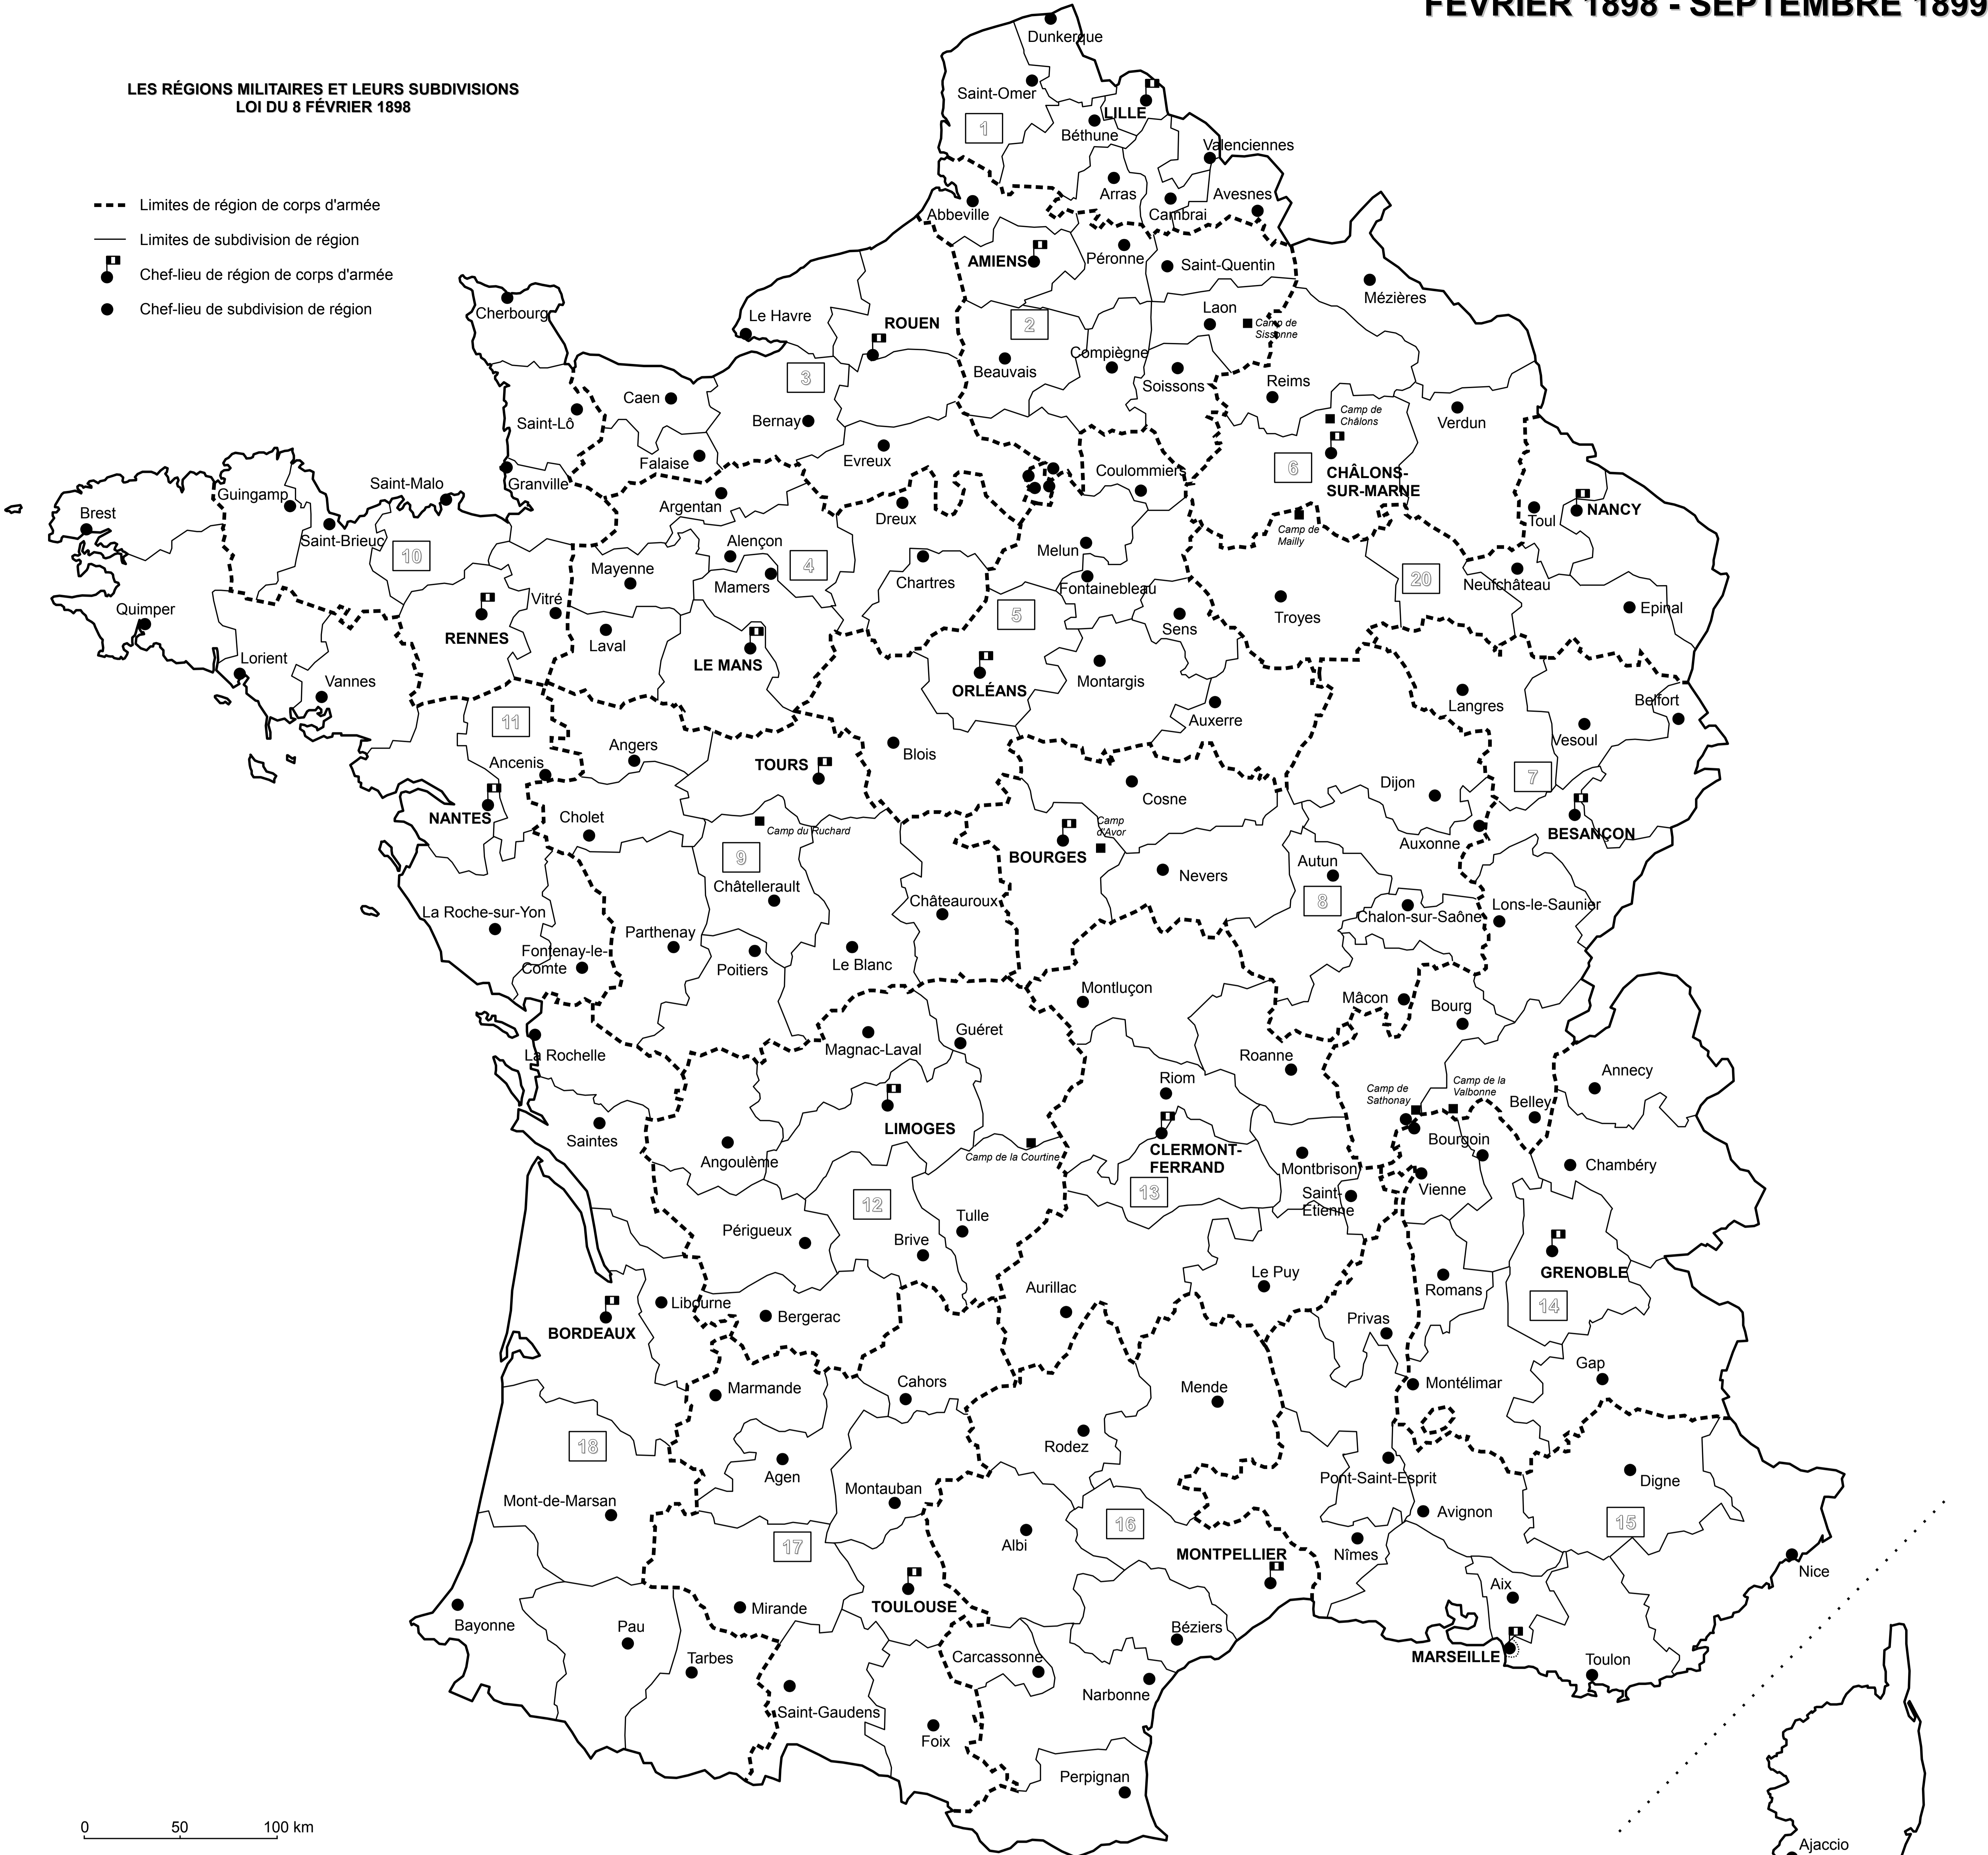 FÉVRIER 1898 - SEPTEMBRE 1899
LES RÉGIONS MILITAIRES ET LEURS SUBDIVISIONS
LOI DU 8 FÉVRIER 1898
Limites de région de corps d'armée
Limites de subdivision de région
Chef-lieu de région de corps d'armée
Chef-lieu de subdivision de région
Dunkerque
Saint-Omer
LILLE
1
Béthune
Valenciennes
Arras
Cambrai
Avesnes
Abbeville
AMIENS
Péronne
Saint-Quentin
Mézières
Cherbourg
Le Havre
ROUEN
2
Laon
Camp de
Sissonne
Beauvais
Compiègne
Soissons
Reims
3
Caen
Saint-Lô
Bernay
Camp de
Châlons
Verdun
Falaise
Evreux
Coulommiers
6
CHÂLONS-
SUR-MARNE
Granville
Saint-Malo
Guingamp
Brest
Saint-Brieuc
Argentan
Dreux
Toul
NANCY
Camp de
Mailly
10
Alençon
4
Mayenne
Mamers
Chartres
Melun
Fontainebleau
20
Neufchâteau
Epinal
Quimper
Vitré
RENNES
Laval
LE MANS
5
Sens
Troyes
Lorient
Vannes
ORLÉANS
Montargis
Auxerre
Langres
Belfort
Vesoul
11
Angers
TOURS
Blois
Ancenis
Cosne
Dijon
7
NANTES
Cholet
Camp du Ruchard
Camp
d'Avor
BOURGES
Auxonne
BESANÇON
9
Châtellerault
Nevers
Autun
8
Châteauroux
Chalon-sur-Saône
Lons-le-Saunier
La Roche-sur-Yon
Parthenay
Fontenay-le-
Comte
Poitiers
Le Blanc
Montluçon
Mâcon
Bourg
La Rochelle
Magnac-Laval
Guéret
Roanne
Riom
Camp de
Sathonay
Camp de la
Valbonne
Belley
Annecy
Saintes
LIMOGES
Angoulême
Camp de la Courtine
CLERMONT-
FERRAND
Montbrison
Bourgoin
Chambéry
13
Saint-
Étienne
Vienne
12
Périgueux
Brive
Tulle
Aurillac
Le Puy
Romans
GRENOBLE
14
BORDEAUX
Libourne
Bergerac
Privas
Gap
Marmande
Cahors
Mende
Montélimar
18
Rodez
Agen
Montauban
Pont-Saint-Esprit
Digne
Mont-de-Marsan
17
Albi
16
Avignon
15
MONTPELLIER
Nîmes
Nice
Aix
Bayonne
Mirande
TOULOUSE
Pau
Béziers
Tarbes
Carcassonne
MARSEILLE
Toulon
Narbonne
Saint-Gaudens
Foix
Perpignan
0 50 100 km
Ajaccio